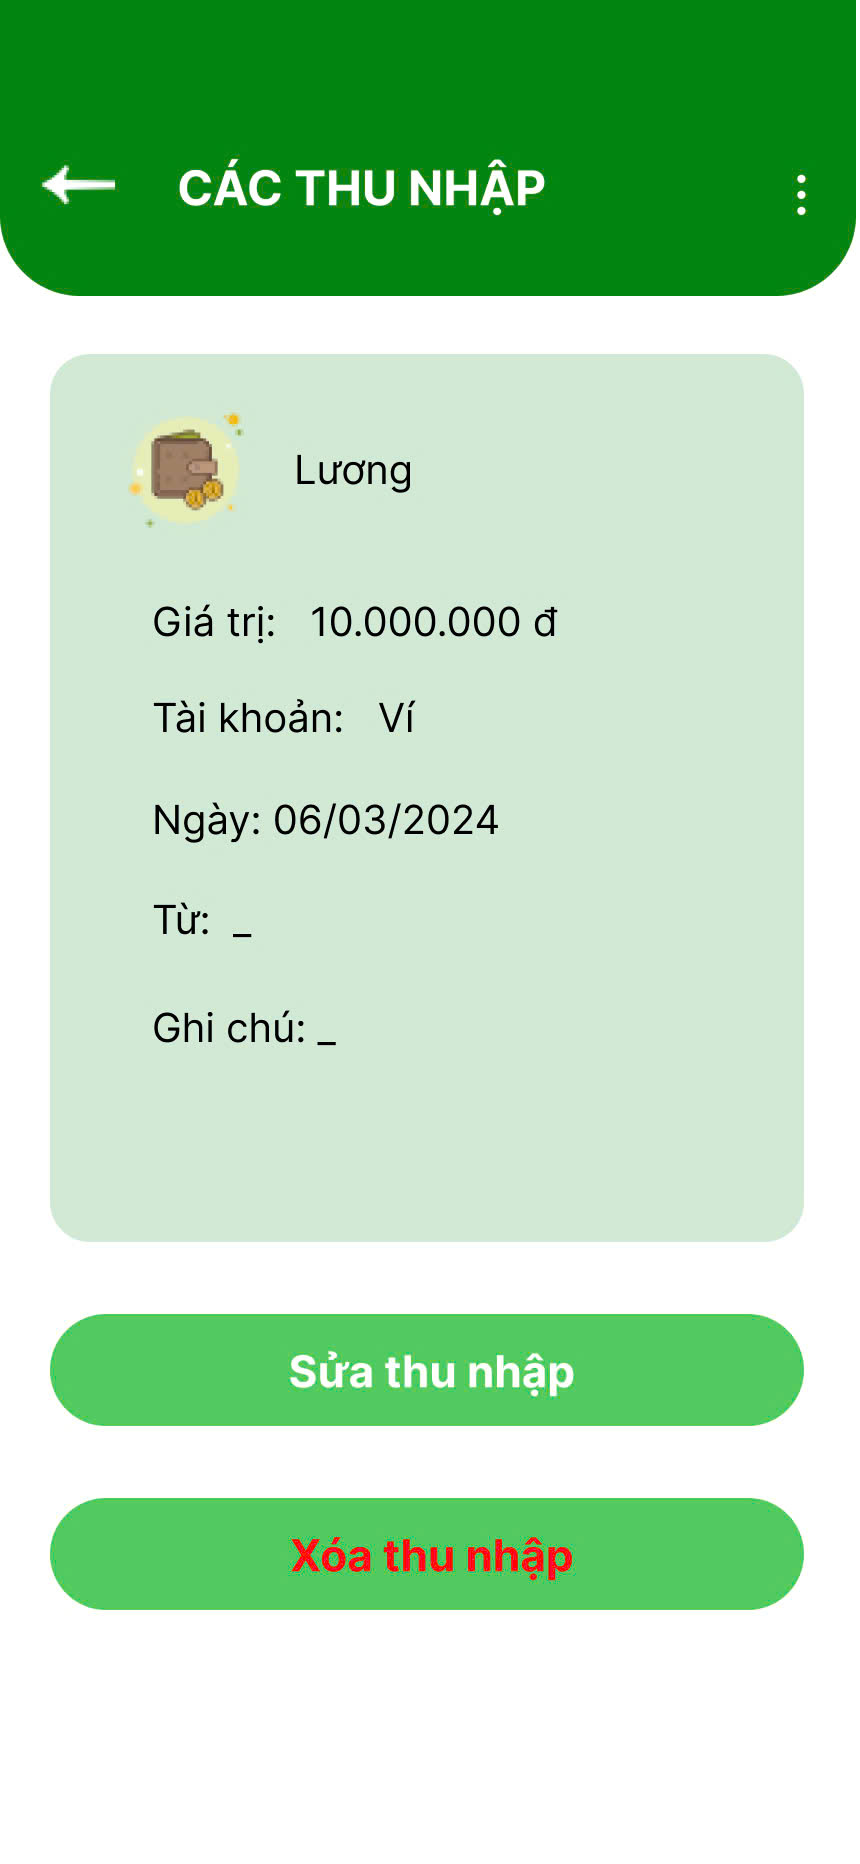 CÁC THU NHẬP
Lương
Giá trị: 10.000.000 đ
Tài khoản: Ví
Ngày: 06/03/2024
Từ: _
Ghi chú: _
Sửa thu nhập
Xóa thu nhập